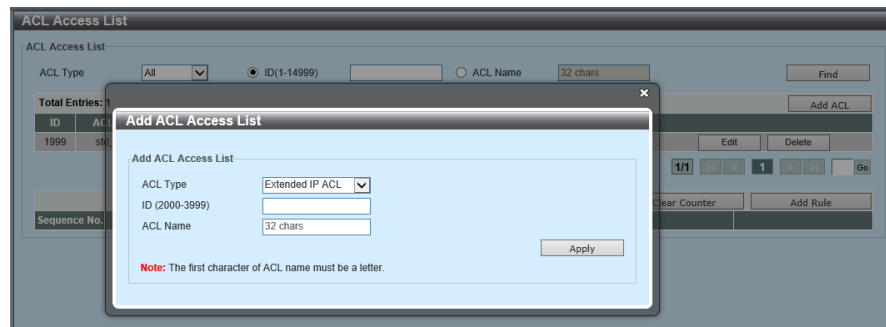 ACL Access List
ACL Access List
ACL Type All ID(1-14999) ACL Name 32 chars Find
Total Entries: 1 Add ACL
ID ACL
1999 std_ Edit Delete
1/1 |< < 1 > >| Go
Clear Counter Add Rule
Sequence No.
×
Add ACL Access List
Add ACL Access List
ACL Type Extended IP ACL
ID (2000-3999)
ACL Name 32 chars
Apply
Note: The first character of ACL name must be a letter.